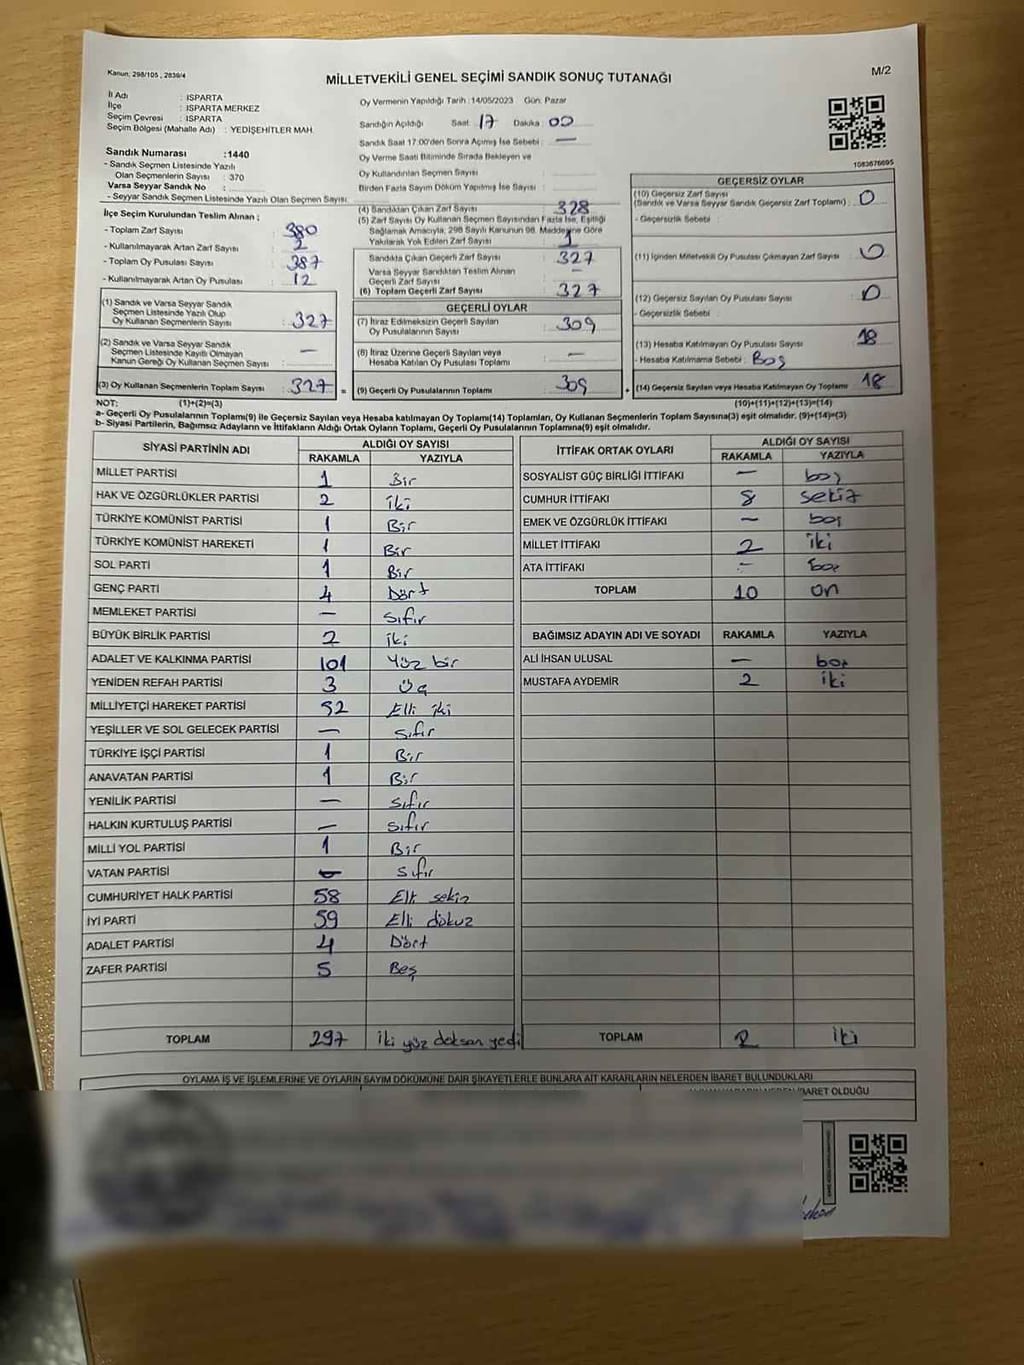 Kanun, 298/105 , 2839/4
MİLLETVEKİLİ GENEL SEÇİMİ SANDIK SONUÇ TUTANAĞI
M/2
İl Adı : ISPARTA
İlçe : ISPARTA MERKEZ
Seçim Çevresi : ISPARTA
Seçim Bölgesi (Mahalle Adı) : YEDİŞEHİTLER MAH.
Oy Vermenin Yapıldığı Tarih :14/05/2023 Gün: Pazar
Sandığın Açıldığı Saat: 17 Dakika: 00
Sandık Saat 17:00'den Sonra Açımış İse Sebebi : —
Oy Verme Saati Bitiminde Sırada Bekleyen ve
Oy Kullandırılan Seçmen Sayısı :
Birden Fazla Sayım Döküm Yapılmış İse Sayısı :
1083676695
Sandık Numarası :1440
- Sandık Seçmen Listesinde Yazılı
Olan Seçmenlerin Sayısı : 370
Varsa Seyyar Sandık No :
- Seyyar Sandık Seçmen Listesinde Yazılı Olan Seçmen Sayısı:
İlçe Seçim Kurulundan Teslim Alınan ;
- Toplam Zarf Sayısı : 380
- Kullanılmayarak Artan Zarf Sayısı : 2
- Toplam Oy Pusulası Sayısı : 387
- Kullanılmayarak Artan Oy Pusulası : 12
(1) Sandık ve Varsa Seyyar Sandık
Seçmen Listesinde Yazılı Olup
Oy Kullanan Seçmenlerin Sayısı : 327
(2) Sandık ve Varsa Seyyar Sandık
Seçmen Listesinde Kayıtlı Olmayan
Kanun Gereği Oy Kullanan Seçmen Sayısı : —
(3) Oy Kullanan Seçmenlerin Toplam Sayısı : 327 =
(4) Sandıktan Çıkan Zarf Sayısı : 328
(5) Zarf Sayısı Oy Kullanan Seçmen Sayısından Fazla İse, Eşitliği
Sağlamak Amacıyla, 298 Sayılı Kanunun 98. Maddesine Göre
Yakılarak Yok Edilen Zarf Sayısı : 1
Sandıkta Çıkan Geçerli Zarf Sayısı : 327
Varsa Seyyar Sandıktan Teslim Alınan
Geçerli Zarf Sayısı : —
(6) Toplam Geçerli Zarf Sayısı : 327
GEÇERLİ OYLAR
(7) İtiraz Edilmeksizin Geçerli Sayılan
Oy Pusulalarının Sayısı : 309
(8) İtiraz Üzerine Geçerli Sayılan veya
Hesaba Katılan Oy Pusulası Toplamı : —
(9) Geçerli Oy Pusulalarının Toplamı : 309 +
GEÇERSİZ OYLAR
(10) Geçersiz Zarf Sayısı
(Sandık ve Varsa Seyyar Sandık Geçersiz Zarf Toplamı) : 0
- Geçersizlik Sebebi :
(11) İçinden Milletvekili Oy Pusulası Çıkmayan Zarf Sayısı : 0
(12) Geçersiz Sayılan Oy Pusulası Sayısı : 0
- Geçersizlik Sebebi :
(13) Hesaba Katılmayan Oy Pusulası Sayısı : 18
- Hesaba Katılmama Sebebi : Boş
(14) Geçersiz Sayılan veya Hesaba Katılmayan Oy Toplamı : 18
NOT: (1)+(2)=(3) (10)+(11)+(12)+(13)=(14)
a- Geçerli Oy Pusulalarının Toplamı(9) ile Geçersiz Sayılan veya Hesaba katılmayan Oy Toplamı(14) Toplamları, Oy Kullanan Seçmenlerin Toplam Sayısına(3) eşit olmalıdır. (9)+(14)=(3)
b- Siyasi Partilerin, Bağımsız Adayların ve İttifakların Aldığı Ortak Oyların Toplamı, Geçerli Oy Pusulalarının Toplamına(9) eşit olmalıdır.
SİYASİ PARTİNİN ADI ALDIĞI OY SAYISI
RAKAMLA YAZIYLA
MİLLET PARTİSİ 1 Bir
HAK VE ÖZGÜRLÜKLER PARTİSİ 2 iki
TÜRKİYE KOMÜNİST PARTİSİ 1 Bir
TÜRKİYE KOMÜNİST HAREKETİ 1 Bir
SOL PARTİ 1 Bir
GENÇ PARTİ 4 Dört
MEMLEKET PARTİSİ — Sıfır
BÜYÜK BİRLİK PARTİSİ 2 iki
ADALET VE KALKINMA PARTİSİ 101 Yüz bir
YENİDEN REFAH PARTİSİ 3 Üç
MİLLİYETÇİ HAREKET PARTİSİ 52 Elli iki
YEŞİLLER VE SOL GELECEK PARTİSİ — Sıfır
TÜRKİYE İŞÇİ PARTİSİ 1 Bir
ANAVATAN PARTİSİ 1 Bir
YENİLİK PARTİSİ — Sıfır
HALKIN KURTULUŞ PARTİSİ — Sıfır
MİLLİ YOL PARTİSİ 1 Bir
VATAN PARTİSİ Sıfır
CUMHURİYET HALK PARTİSİ 58 Elli sekiz
İYİ PARTİ 59 Elli dokuz
ADALET PARTİSİ 4 Dört
ZAFER PARTİSİ 5 Beş
TOPLAM 297 iki yüz doksan yedi
İTTİFAK ORTAK OYLARI ALDIĞI OY SAYISI
RAKAMLA YAZIYLA
SOSYALİST GÜÇ BİRLİĞİ İTTİFAKI — boş
CUMHUR İTTİFAKI 8 sekiz
EMEK VE ÖZGÜRLÜK İTTİFAKI — boş
MİLLET İTTİFAKI 2 iki
ATA İTTİFAKI — boş
TOPLAM 10 on
BAĞIMSIZ ADAYIN ADI VE SOYADI RAKAMLA YAZIYLA
ALİ İHSAN ULUSAL — boş
MUSTAFA AYDEMİR 2 iki
TOPLAM 2 iki
OYLAMA İŞ VE İŞLEMLERİNE VE OYLARIN SAYIM DÖKÜMÜNE DAİR ŞİKAYETLERLE BUNLARA AİT KARARLARIN NELERDEN İBARET BULUNDUKLARI
İBARET OLDUĞU